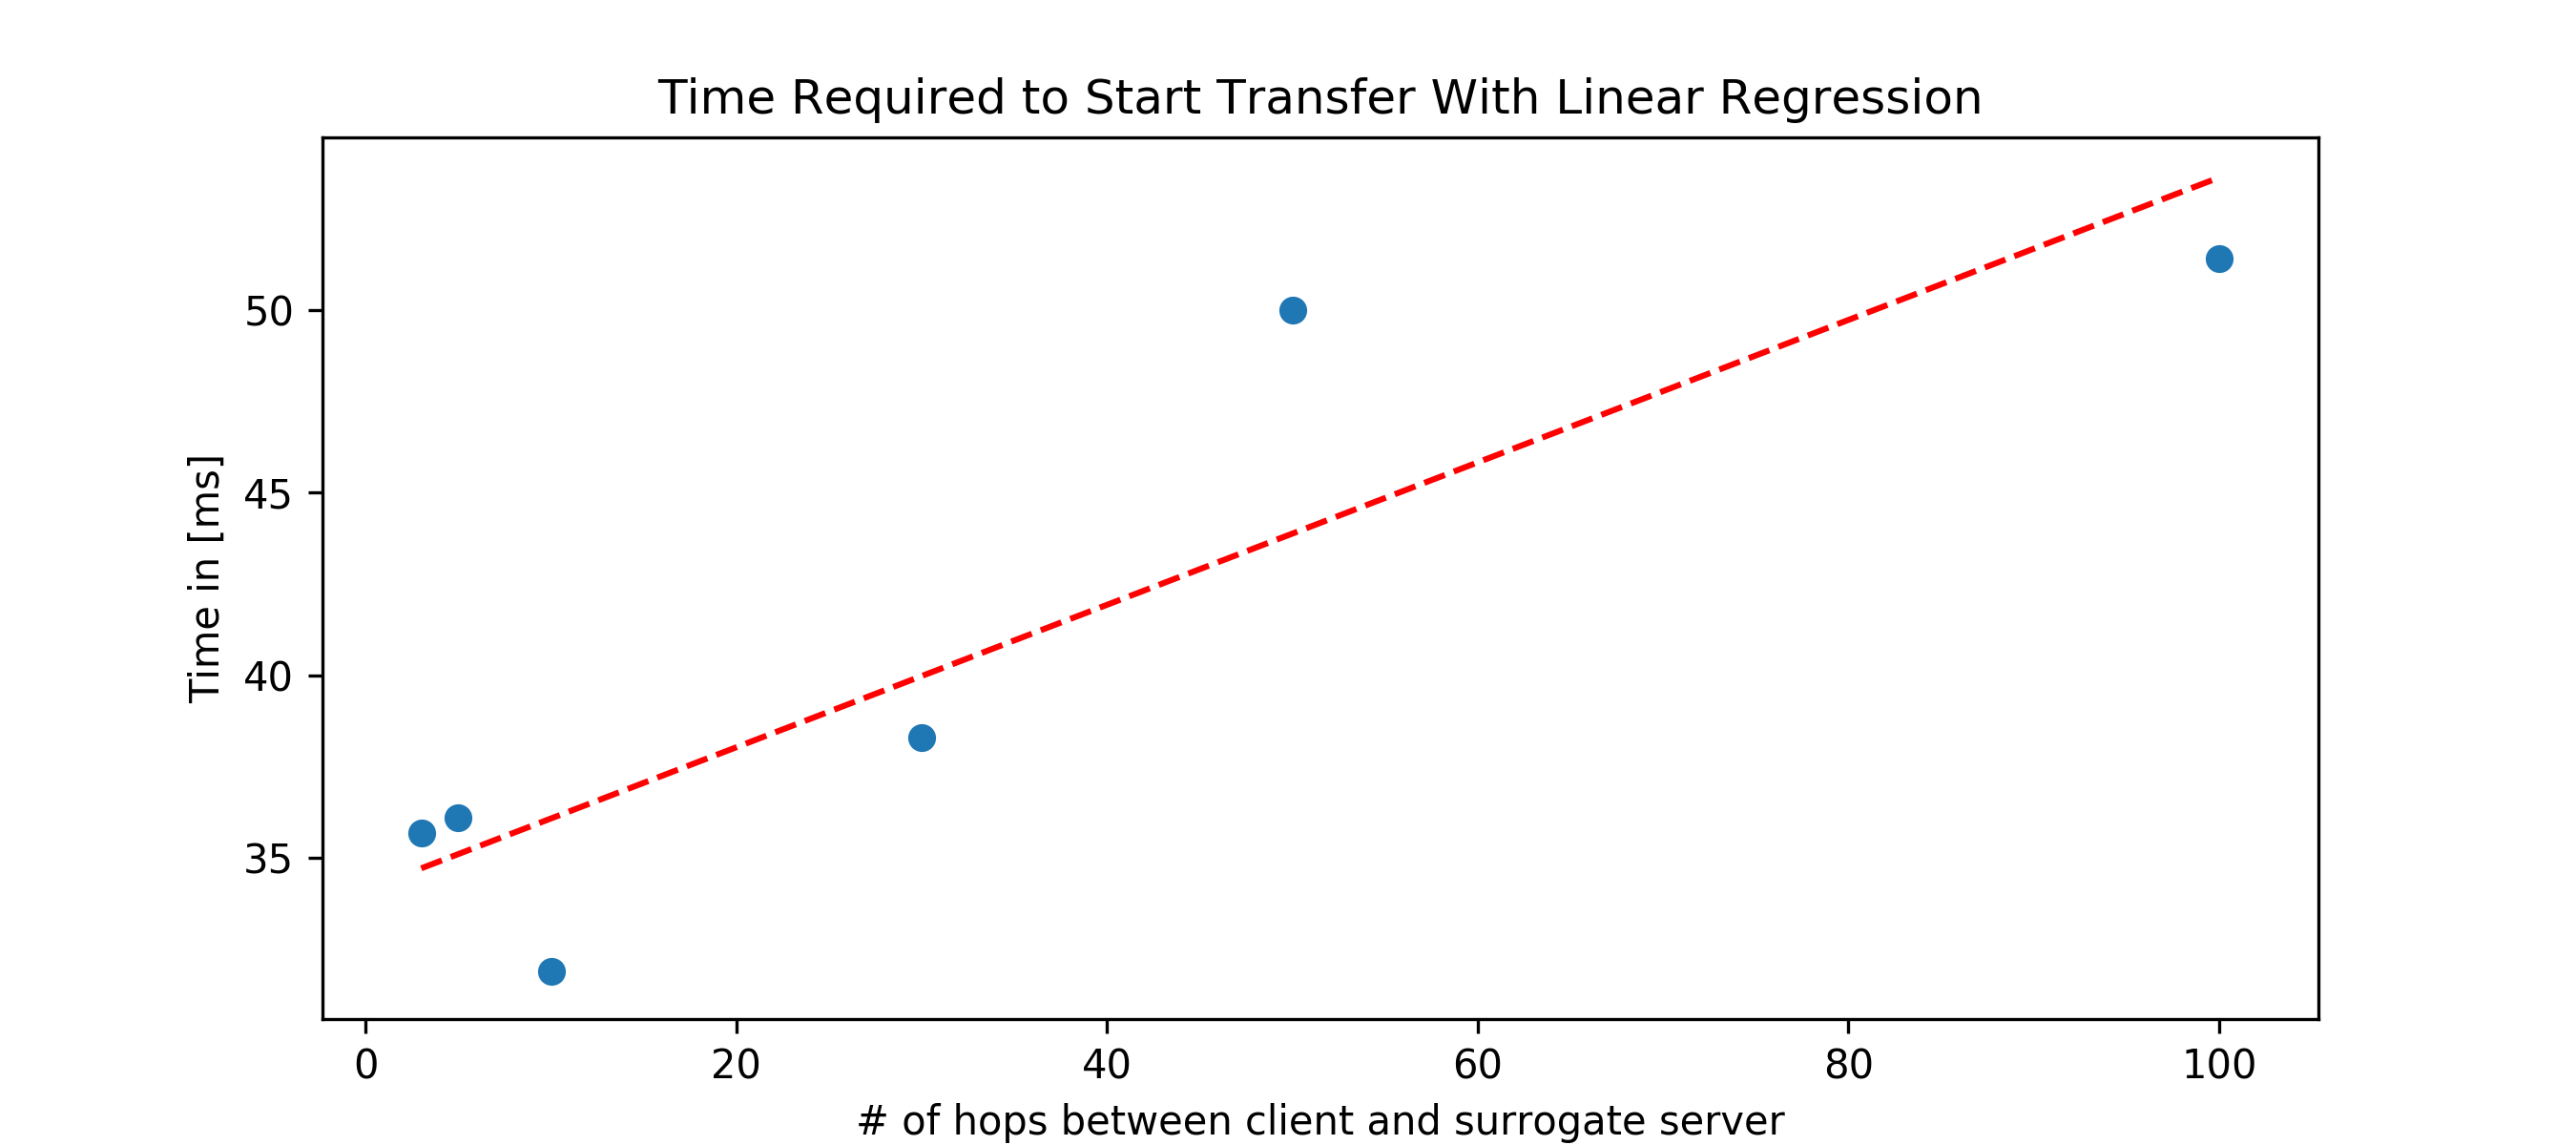 Time Required to Start Transfer With Linear Regression
Time in [ms]
50
45
40
35
0 20 40 60 80 100
# of hops between client and surrogate server